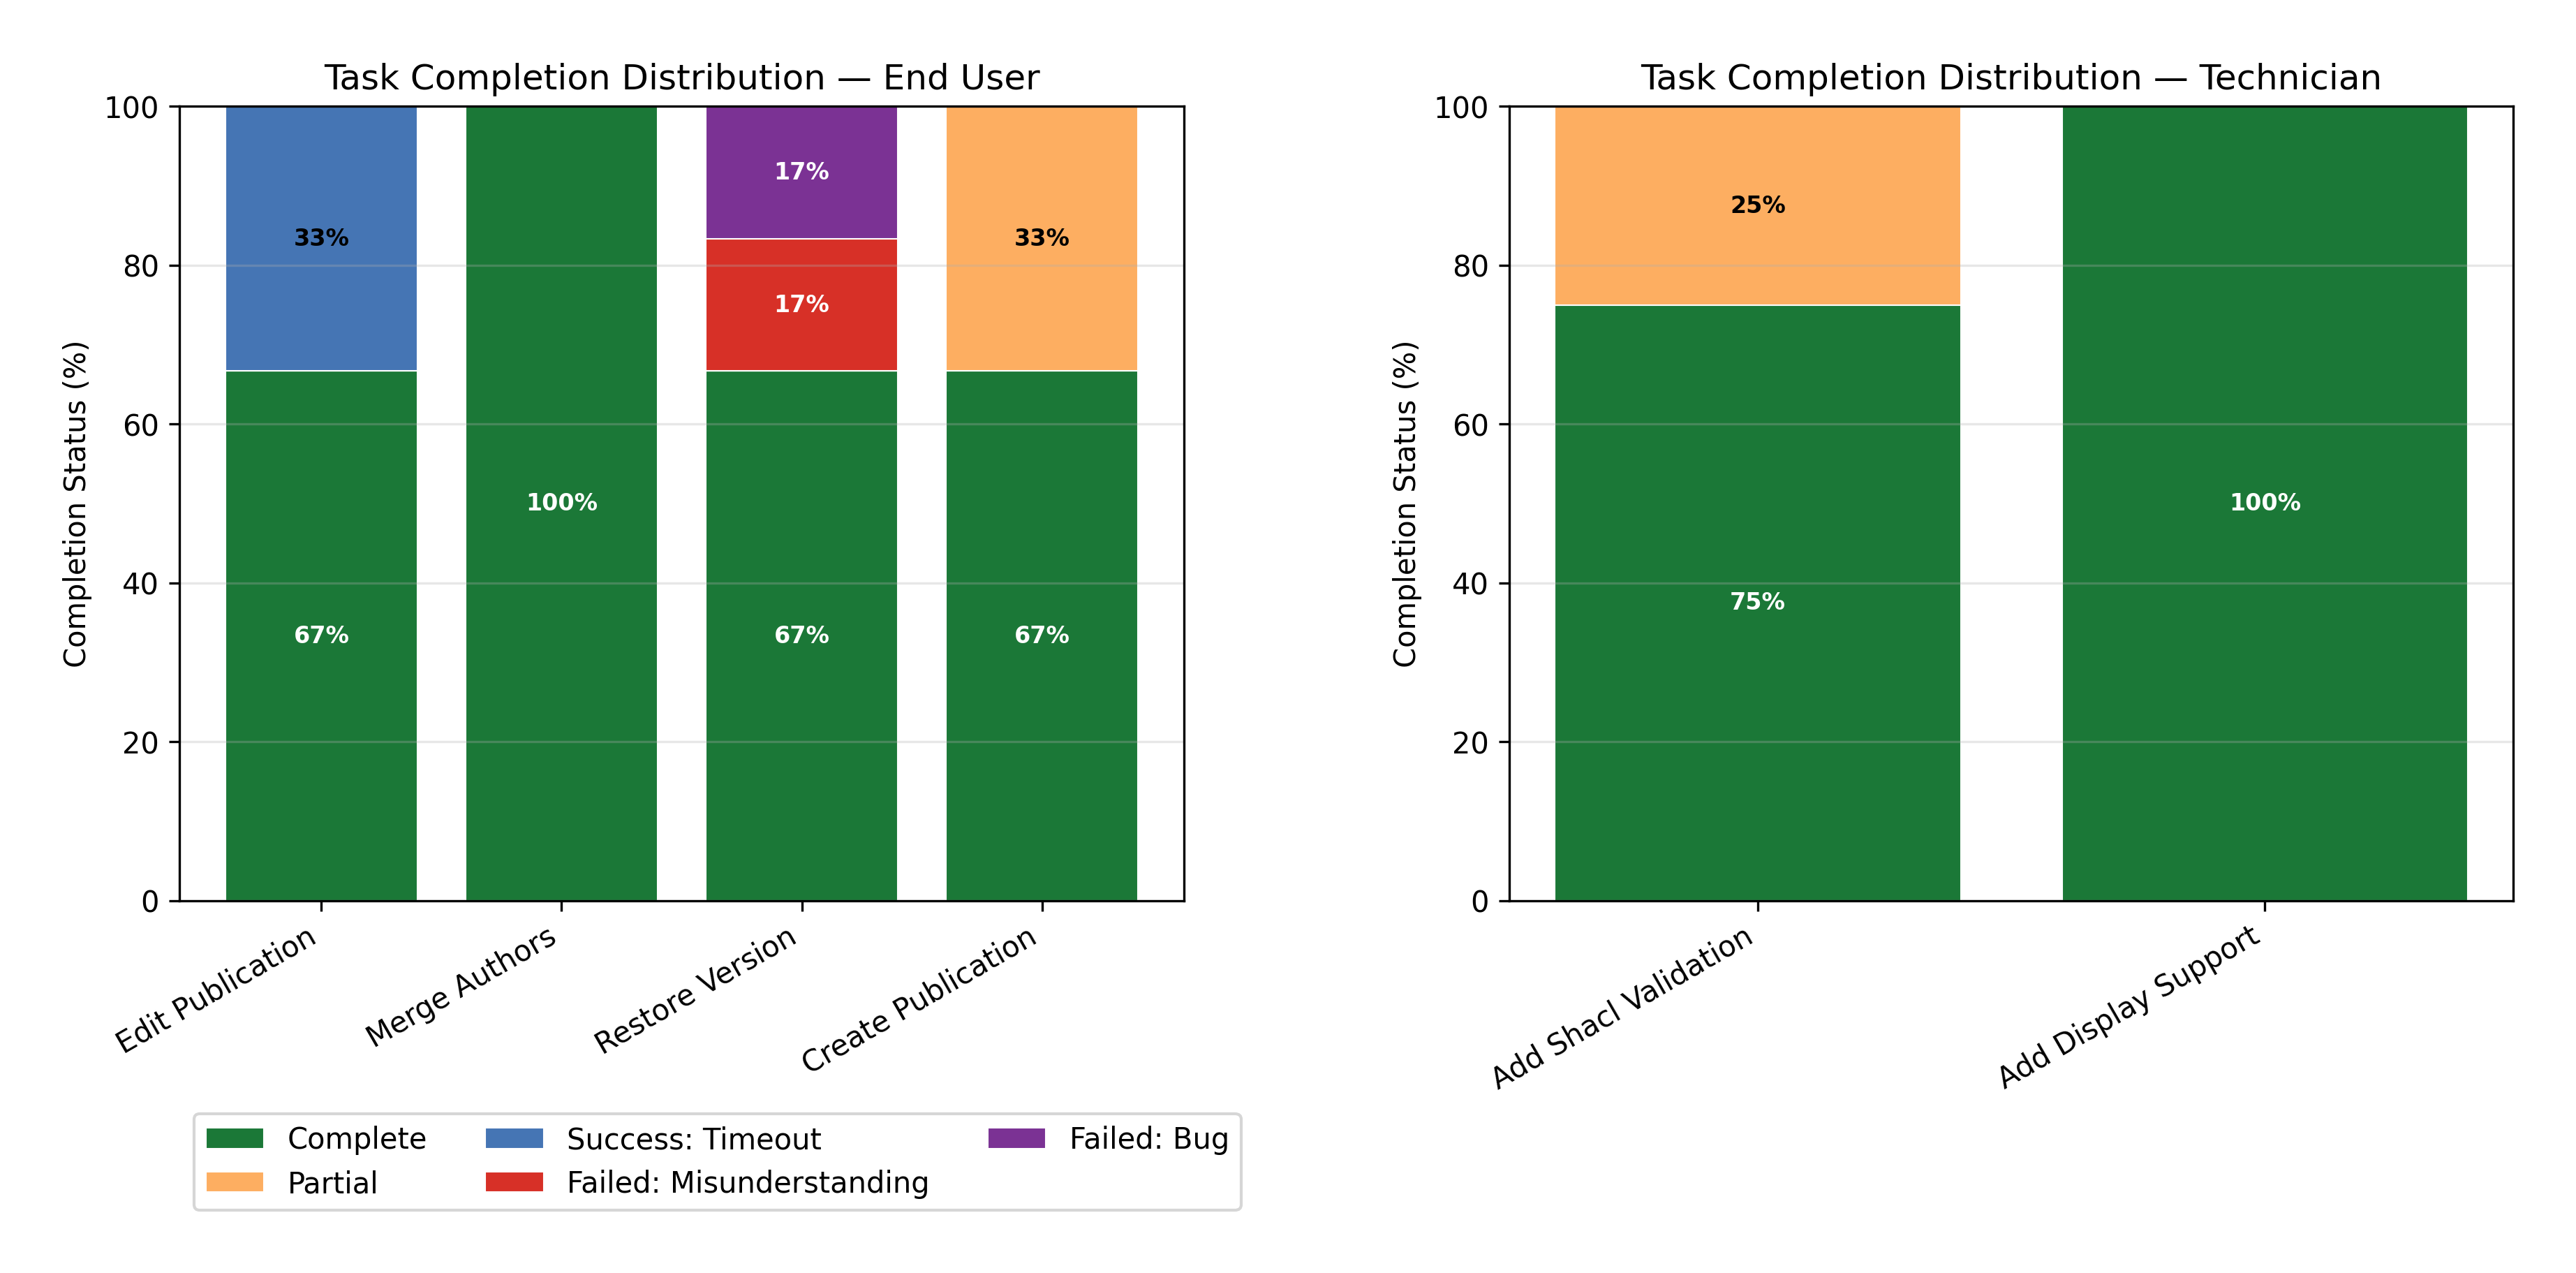 Task Completion Distribution — End User
Completion Status (%)
100
80
60
40
20
0
33%
67%
100%
17%
17%
67%
33%
67%
Edit Publication
Merge Authors
Restore Version
Create Publication
Complete
Partial
Success: Timeout
Failed: Misunderstanding
Failed: Bug
Task Completion Distribution — Technician
Completion Status (%)
100
80
60
40
20
0
25%
75%
100%
Add Shacl Validation
Add Display Support